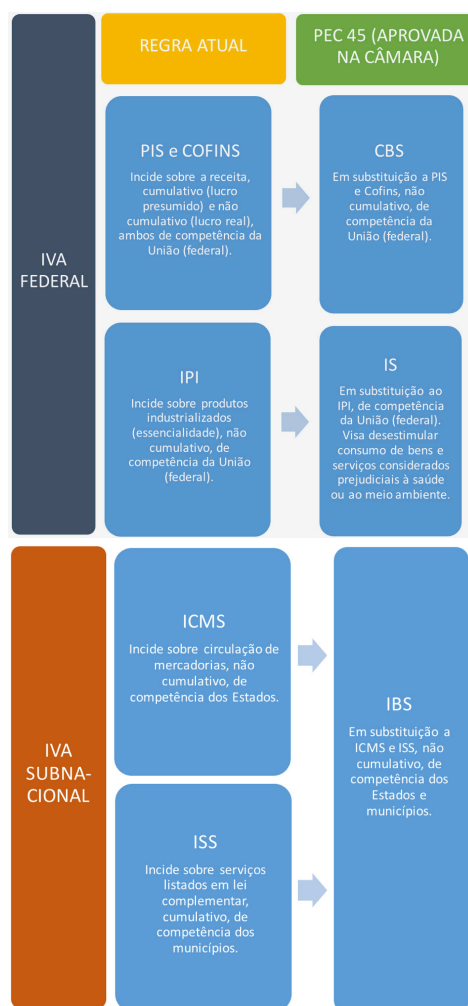 REGRA ATUAL
PEC 45 (APROVADA
NA CÂMARA)
IVA
FEDERAL
PIS e COFINS
Incide sobre a receita,
cumulativo (lucro
presumido) e não
cumulativo (lucro real),
ambos de competência da
União (federal).
CBS
Em substituição a PIS
e Cofins, não
cumulativo, de
competência da
União (federal).
IPI
Incide sobre produtos
industrializados
(essencialidade), não
cumulativo, de
competência da União
(federal).
IS
Em substituição ao
IPI, de competência
da União (federal).
Visa desestimular
consumo de bens e
serviços considerados
prejudiciais à saúde
ou ao meio ambiente.
IVA
SUBNA-
CIONAL
ICMS
Incide sobre circulação de
mercadorias, não
cumulativo, de
competência dos Estados.
ISS
Incide sobre serviços
listados em lei
complementar,
cumulativo, de
competência dos
municípios.
IBS
Em substituição a
ICMS e ISS, não
cumulativo, de
competência dos
Estados e
municípios.